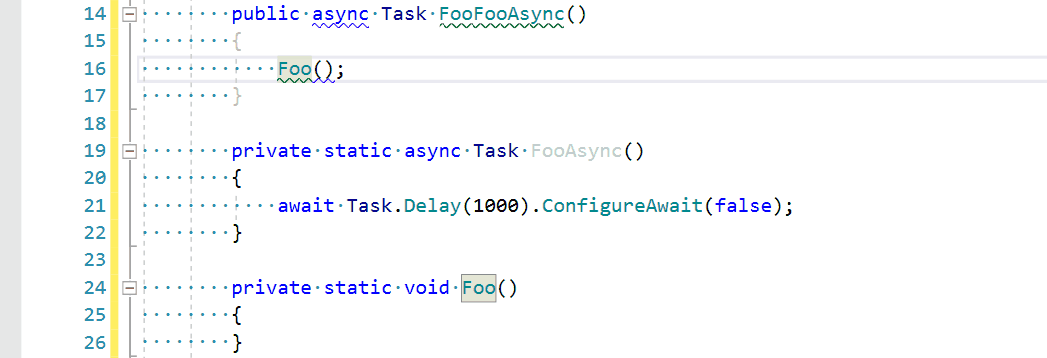 14 public async Task FooFooAsync()
15 {
16 Foo();
17 }
18
19 private static async Task FooAsync()
20 {
21 await Task.Delay(1000).ConfigureAwait(false);
22 }
23
24 private static void Foo()
25 {
26 }